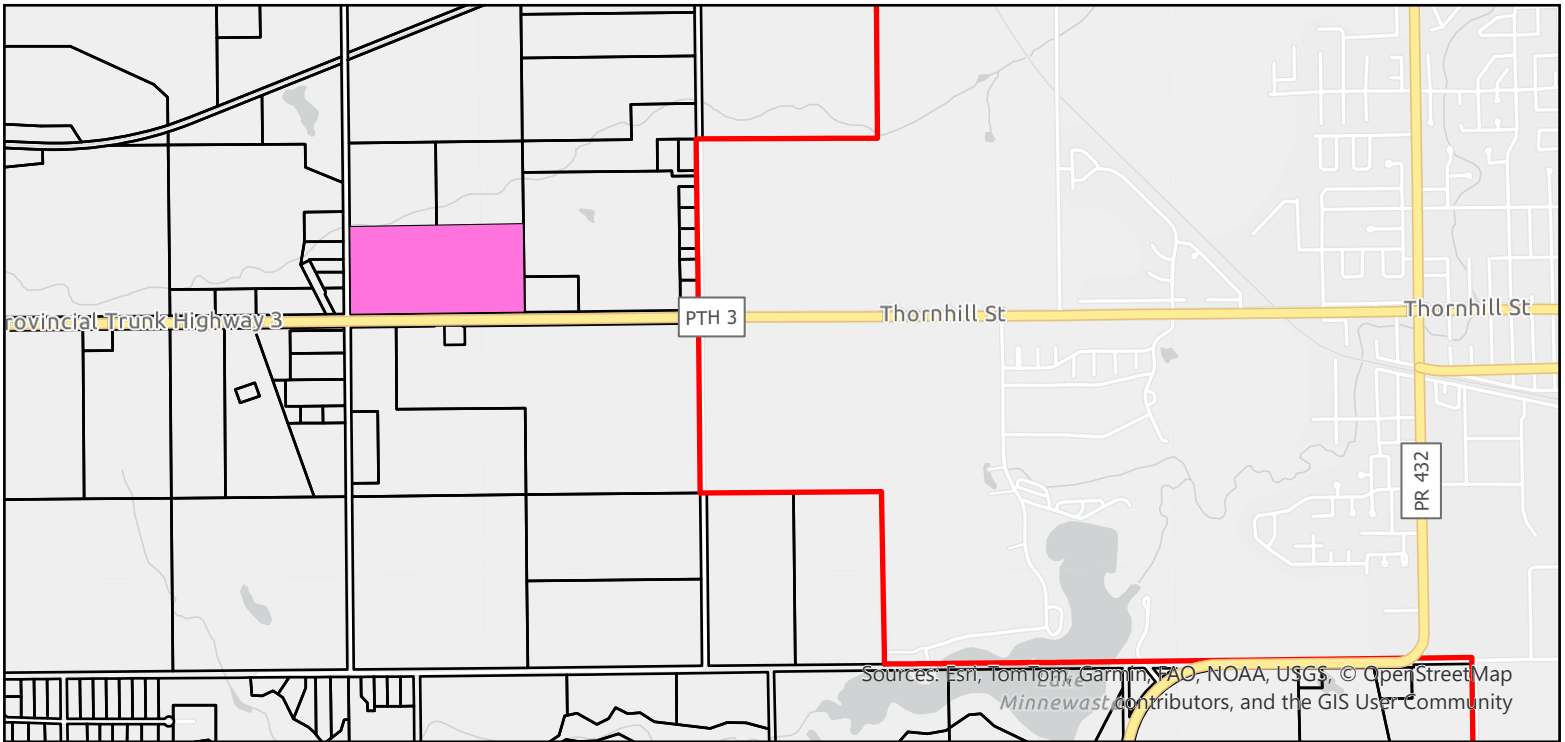 Thornhill St
Thornhill St
PTH 3
rovincial Trunk Highway 3
PR 432
Sources: Esri, TomTom, Garmin, FAO, NOAA, USGS, © OpenStreetMap
Lake
Minnewasta
contributors, and the GIS User Community